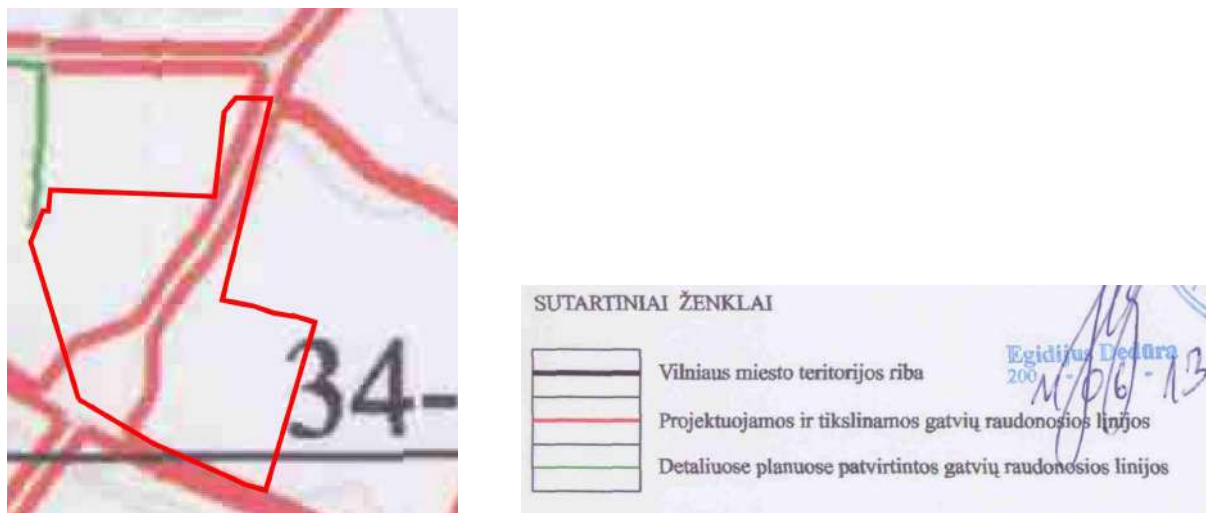 34-
SUTARTINIAI ŽENKLAI
Egidijus Dedūra
Vilniaus miesto teritorijos riba
Projektuojamos ir tikslinamos gatvių raudonosios linijos
Detaliuose planuose patvirtintos gatvių raudonosios linijos